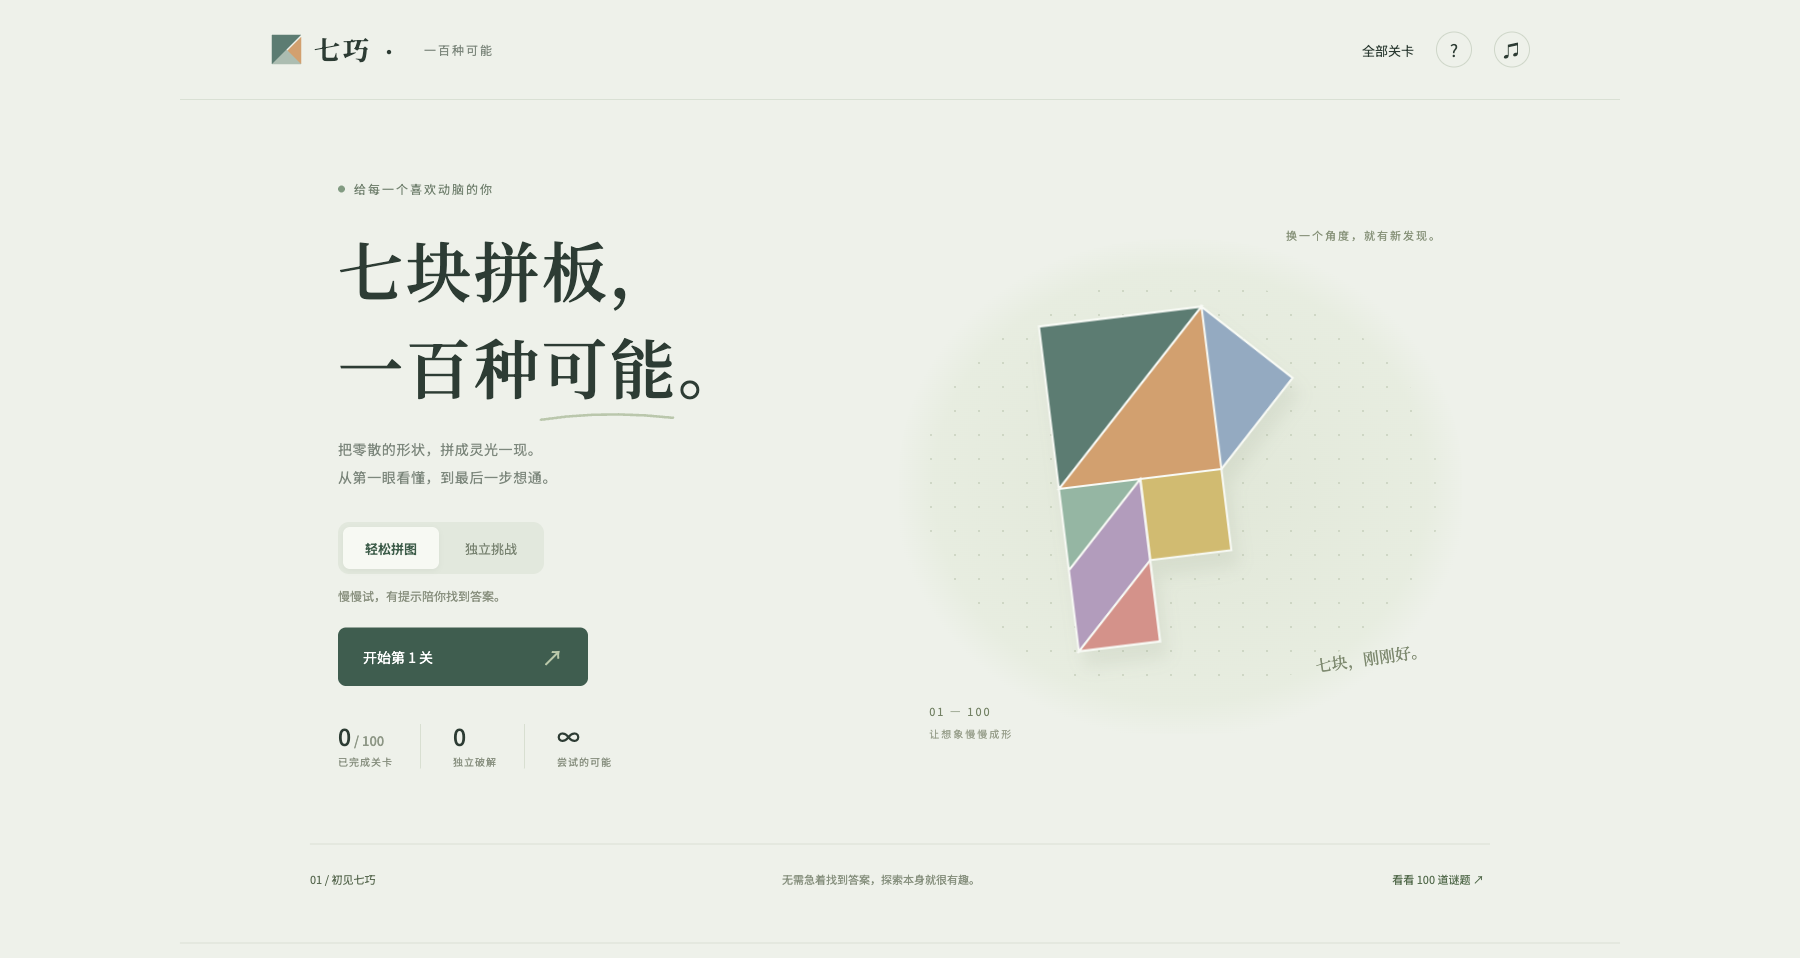 七巧 ·
一百种可能
全部关卡
?
给每一个喜欢动脑的你
七块拼板，
一百种可能。
把零散的形状，拼成灵光一现。
从第一眼看懂，到最后一步想通。
轻松拼图
独立挑战
慢慢试，有提示陪你找到答案。
开始第 1 关 ↗
0 / 100
已完成关卡
0
独立破解
∞
尝试的可能
换一个角度，就有新发现。
七块，刚刚好。
01 — 100
让想象慢慢成形
01 / 初见七巧
无需急着找到答案，探索本身就很有趣。
看看 100 道谜题 ↗